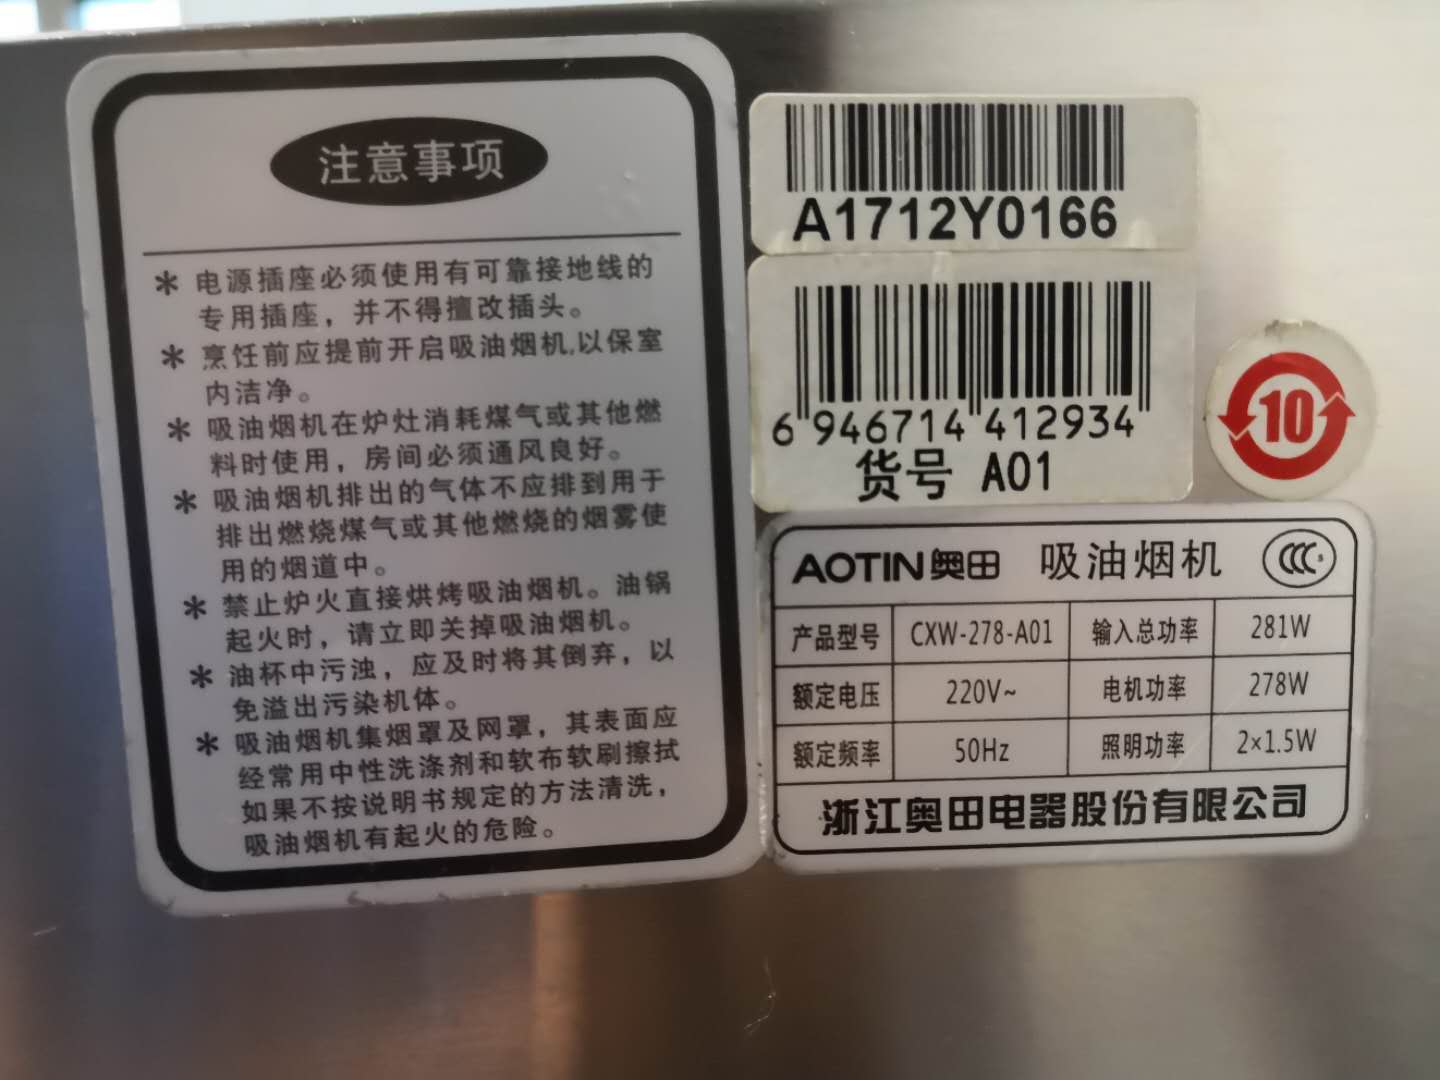 注意事项
* 电源插座必须使用有可靠接地线的
专用插座，并不得擅改插头。
* 烹饪前应提前开启吸油烟机,以保室
内洁净。
* 吸油烟机在炉灶消耗煤气或其他燃
料时使用，房间必须通风良好。
* 吸油烟机排出的气体不应排到用于
排出燃烧煤气或其他燃烧的烟雾使
用的烟道中。
* 禁止炉火直接烘烤吸油烟机。油锅
起火时，请立即关掉吸油烟机。
* 油杯中污浊，应及时将其倒弃，以
免溢出污染机体。
* 吸油烟机集烟罩及网罩，其表面应
经常用中性洗涤剂和软布软刷擦拭
如果不按说明书规定的方法清洗，
吸油烟机有起火的危险。
A1712Y0166
6 946714 412934
货号 A01
10
AOTIN奥田 吸油烟机 CCCS
产品型号 CXW-278-A01 输入总功率 281W
额定电压 220V~ 电机功率 278W
额定频率 50Hz 照明功率 2×1.5W
浙江奥田电器股份有限公司